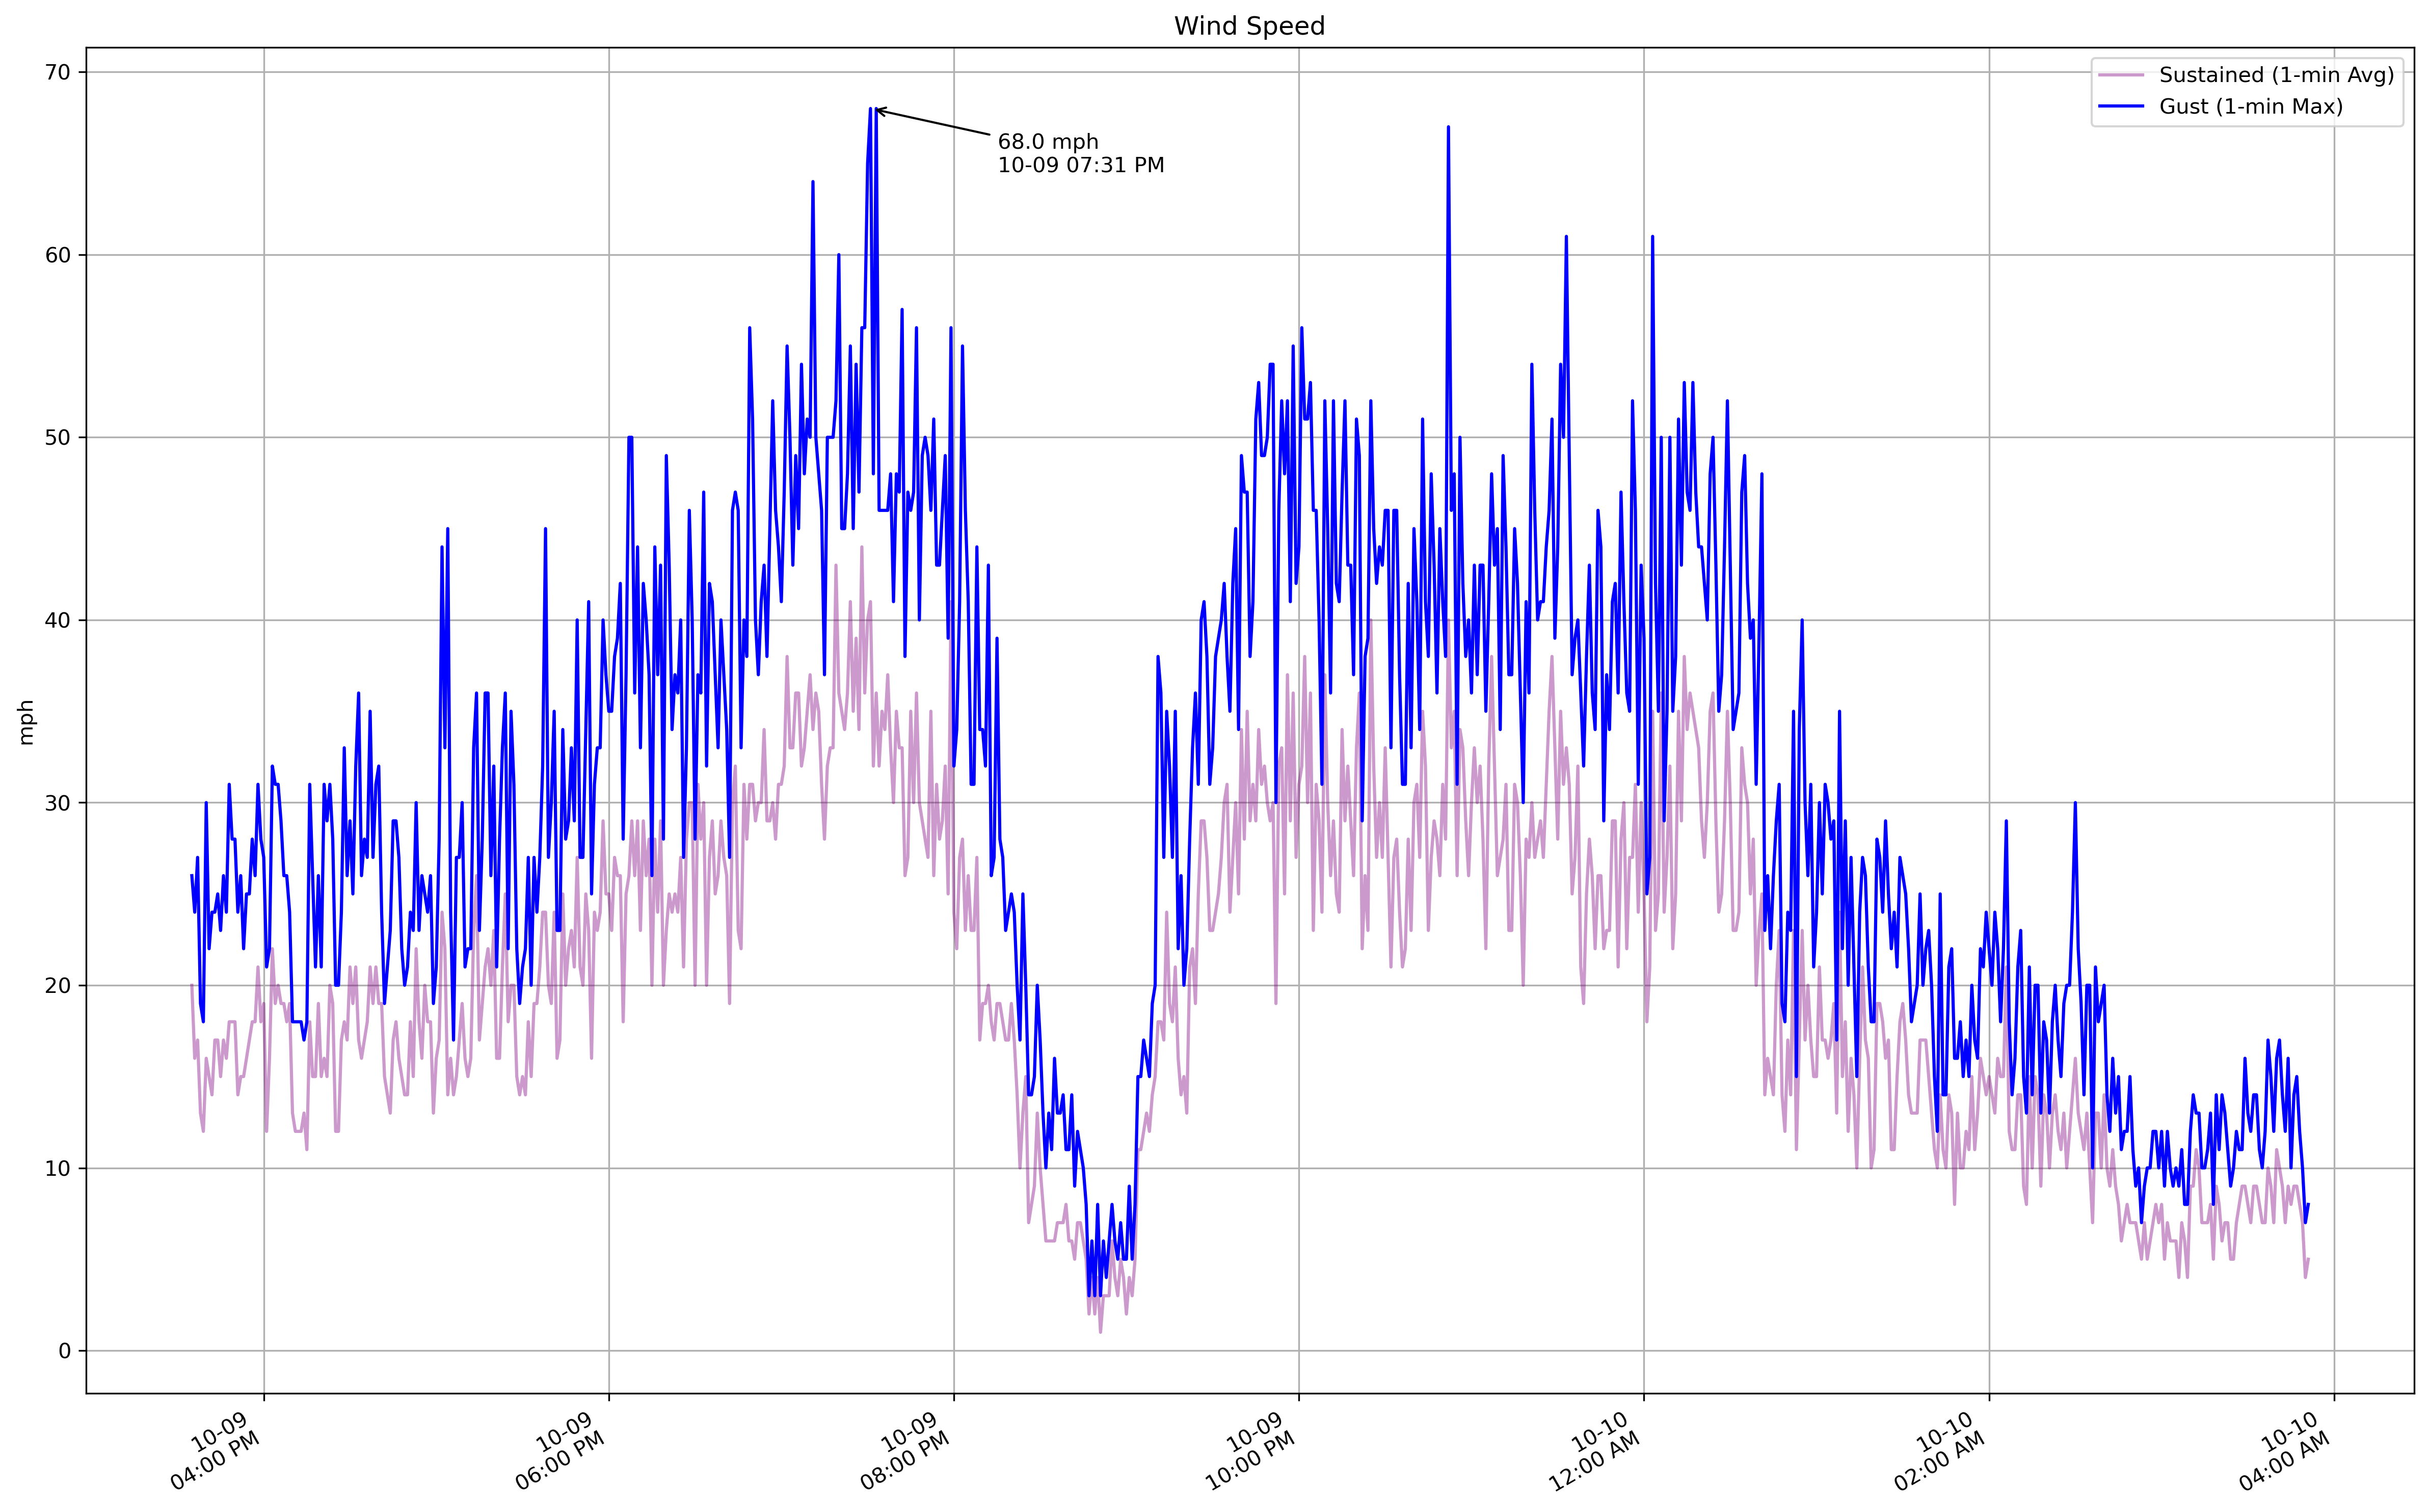 Wind Speed
70
60
50
40
30
20
10
0
mph
Sustained (1-min Avg)
Gust (1-min Max)
68.0 mph
10-09 07:31 PM
10-09
04:00 PM
10-09
06:00 PM
10-09
08:00 PM
10-09
10:00 PM
10-10
12:00 AM
10-10
02:00 AM
10-10
04:00 AM